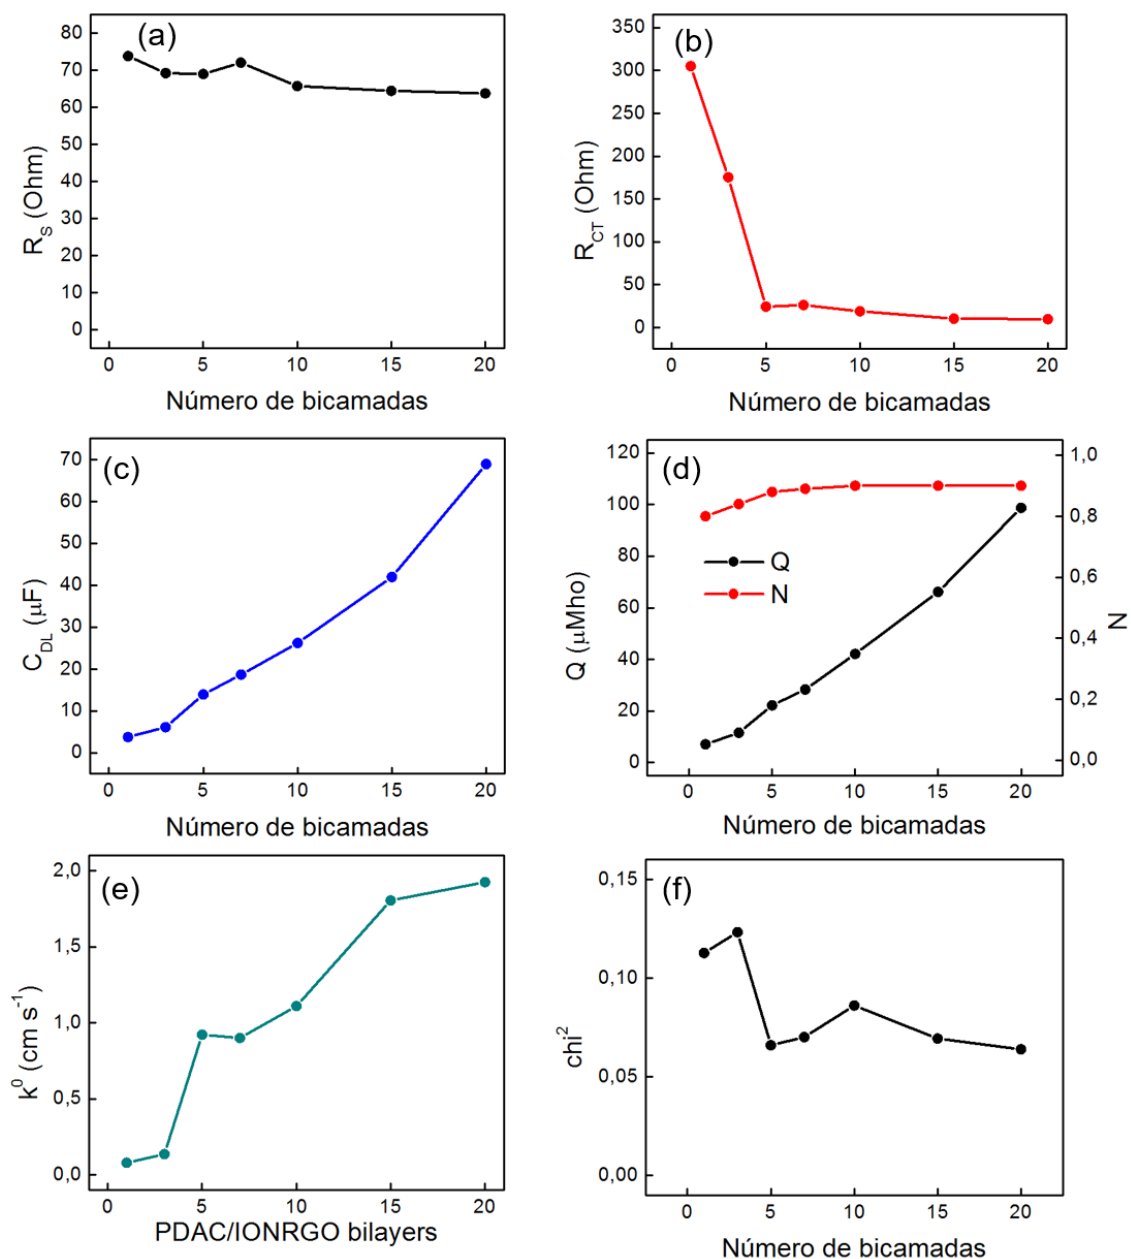 (a)
80
70
60
50
40
30
20
10
0
R_S (Ohm)
0 5 10 15 20
Número de bicamadas
(b)
350
300
250
200
150
100
50
0
R_CT (Ohm)
0 5 10 15 20
Número de bicamadas
(c)
70
60
50
40
30
20
10
0
C_DL (µF)
0 5 10 15 20
Número de bicamadas
(d)
120
100
80
60
40
20
0
Q (µMho)
Q
N
1,0
0,8
0,6
0,4
0,2
0,0
N
0 5 10 15 20
Número de bicamadas
(e)
2,0
1,5
1,0
0,5
0,0
k⁰ (cm s⁻¹)
0 5 10 15 20
PDAC/IONRGO bilayers
(f)
0,15
0,10
0,05
0,00
chi²
0 5 10 15 20
Número de bicamadas